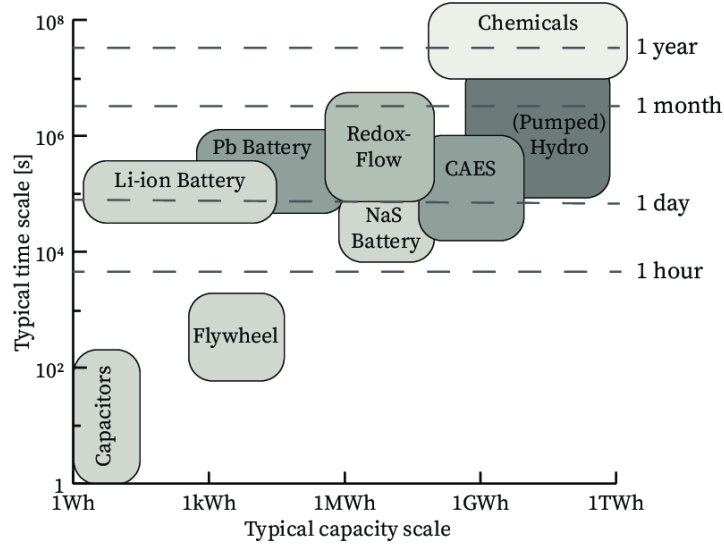 10⁸
Chemicals
1 year
1 month
10⁶
Redox-
Flow
(Pumped)
Hydro
Pb Battery
CAES
Li-ion Battery
1 day
NaS
Battery
10⁴
1 hour
Typical time scale [s]
Flywheel
10²
Capacitors
1
1Wh
1kWh
1MWh
1GWh
1TWh
Typical capacity scale